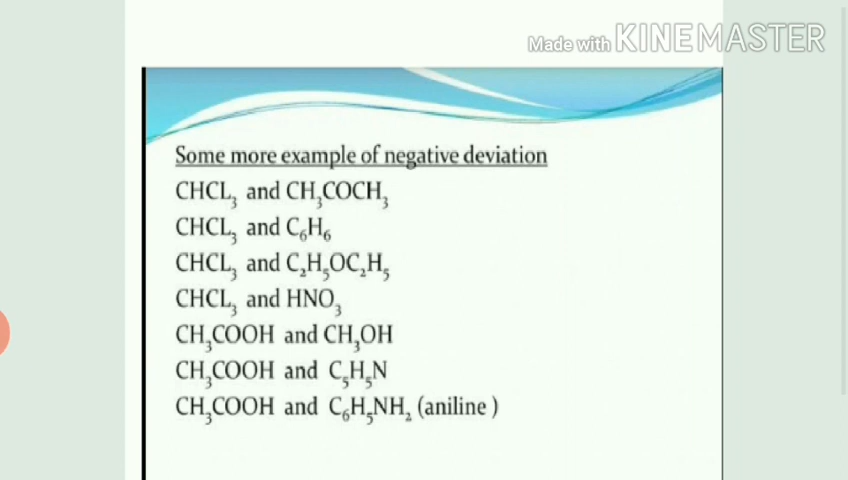 Made with KINEMASTER
Some more example of negative deviation
CHCL₃ and CH₃COCH₃
CHCL₃ and C₆H₆
CHCL₃ and C₂H₅OC₂H₅
CHCL₃ and HNO₃
CH₃COOH and CH₃OH
CH₃COOH and C₅H₅N
CH₃COOH and C₆H₅NH₂ (aniline )